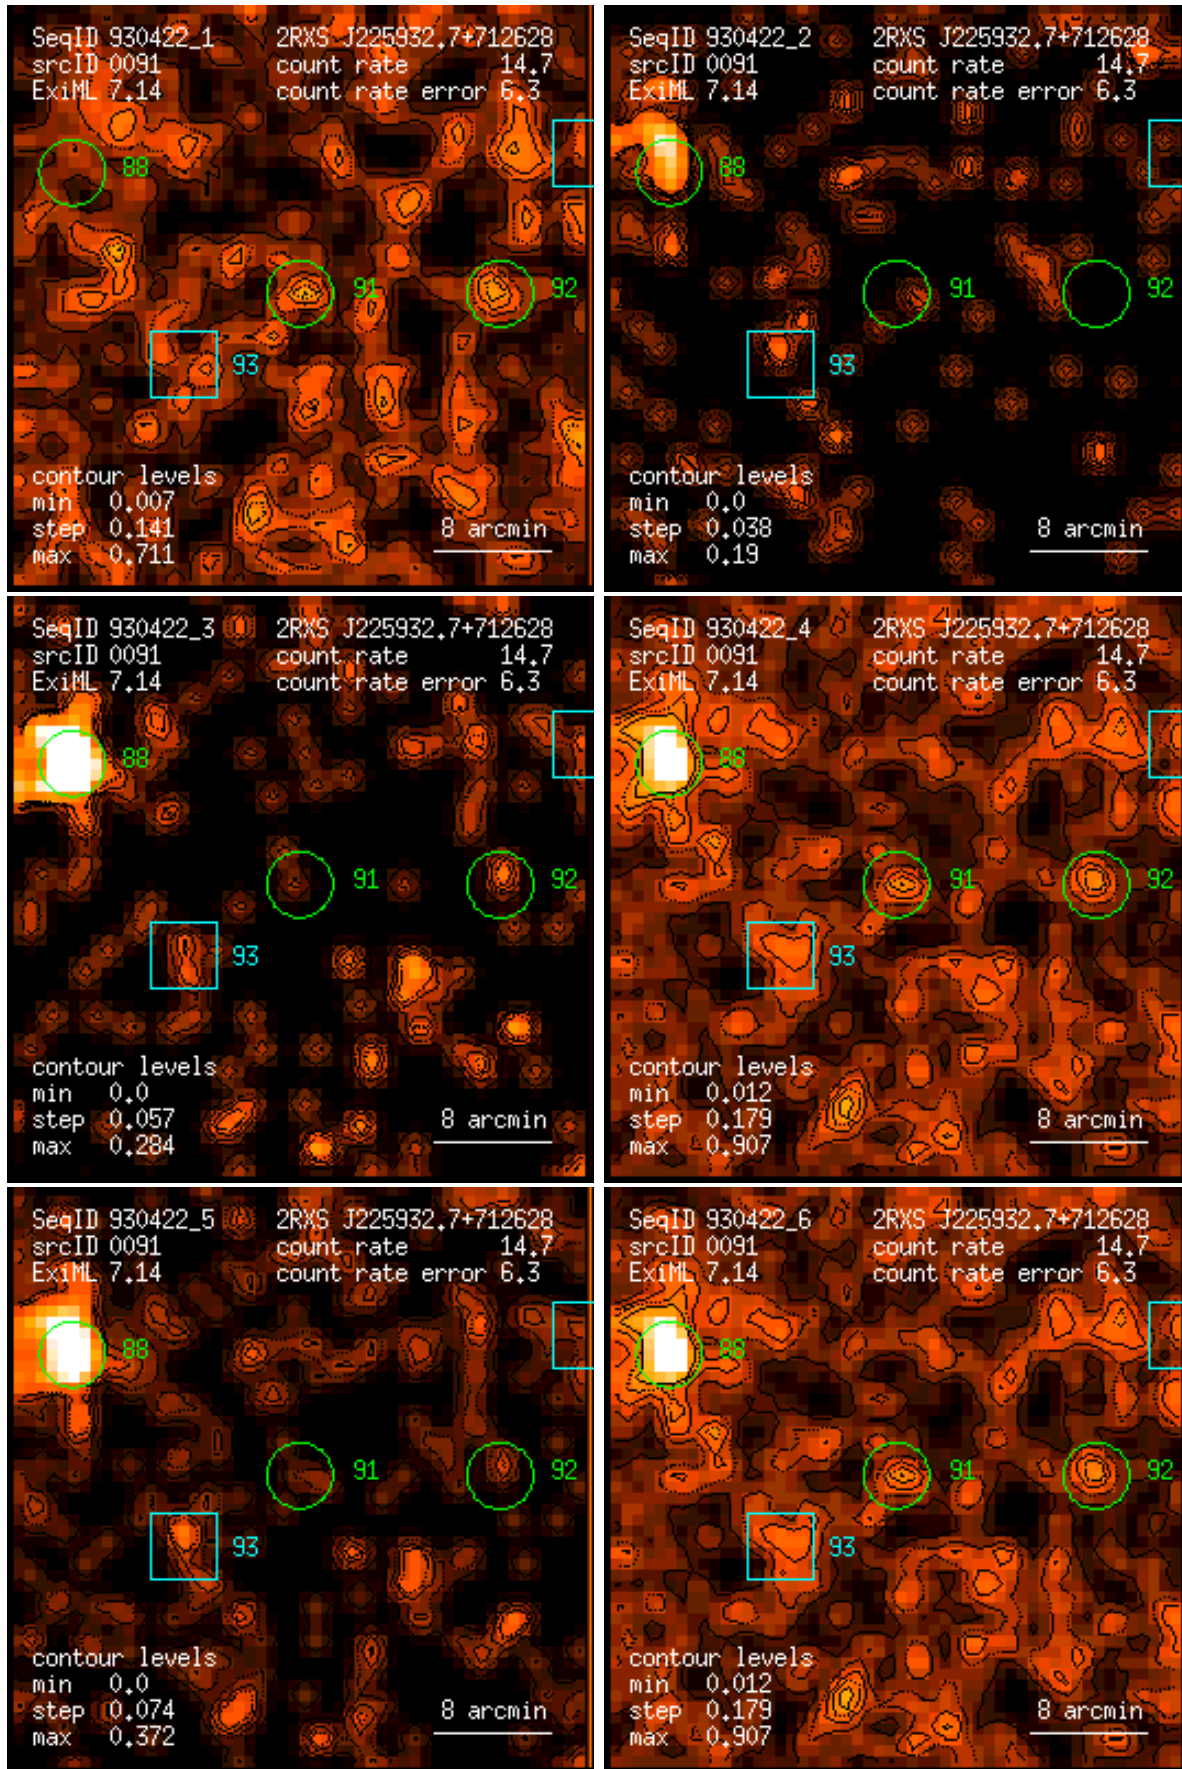 SeqID 930422_1 2RXS J225932.7+712628
srcID 0091 count rate 14.7
ExiML 7.14 count rate error 6.3
88
91 92
93
contour levels
min 0.007
step 0.141 8 arcmin
max 0.711
SeqID 930422_2 2RXS J225932.7+712628
srcID 0091 count rate 14.7
ExiML 7.14 count rate error 6.3
88
91 92
93
contour levels
min 0.0
step 0.038 8 arcmin
max 0.19
SeqID 930422_3 2RXS J225932.7+712628
srcID 0091 count rate 14.7
ExiML 7.14 count rate error 6.3
88
91 92
93
contour levels
min 0.0
step 0.057 8 arcmin
max 0.284
SeqID 930422_4 2RXS J225932.7+712628
srcID 0091 count rate 14.7
ExiML 7.14 count rate error 6.3
88
91 92
93
contour levels
min 0.012
step 0.179 8 arcmin
max 0.907
SeqID 930422_5 2RXS J225932.7+712628
srcID 0091 count rate 14.7
ExiML 7.14 count rate error 6.3
88
91 92
93
contour levels
min 0.0
step 0.074 8 arcmin
max 0.372
SeqID 930422_6 2RXS J225932.7+712628
srcID 0091 count rate 14.7
ExiML 7.14 count rate error 6.3
88
91 92
93
contour levels
min 0.012
step 0.179 8 arcmin
max 0.907